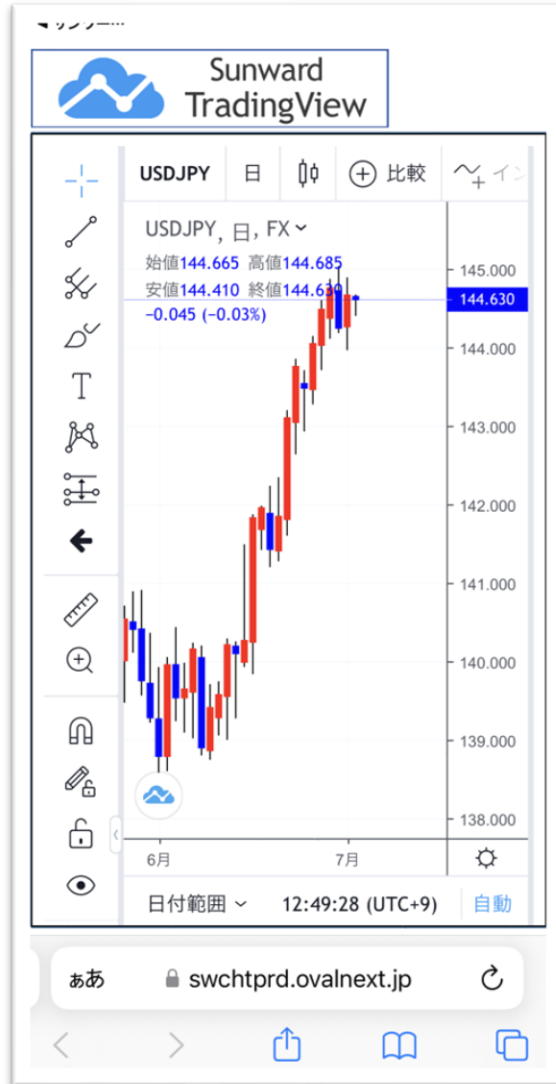 Sunward
TradingView
USDJPY 日 比較
USDJPY, 日, FX
始値144.665 高値144.685
安値144.410 終値144.630
−0.045 (−0.03%)
145.000
144.630
144.000
143.000
142.000
141.000
140.000
139.000
138.000
6月 7月
日付範囲 12:49:28 (UTC+9) 自動
ぁあ swchtprd.ovalnext.jp